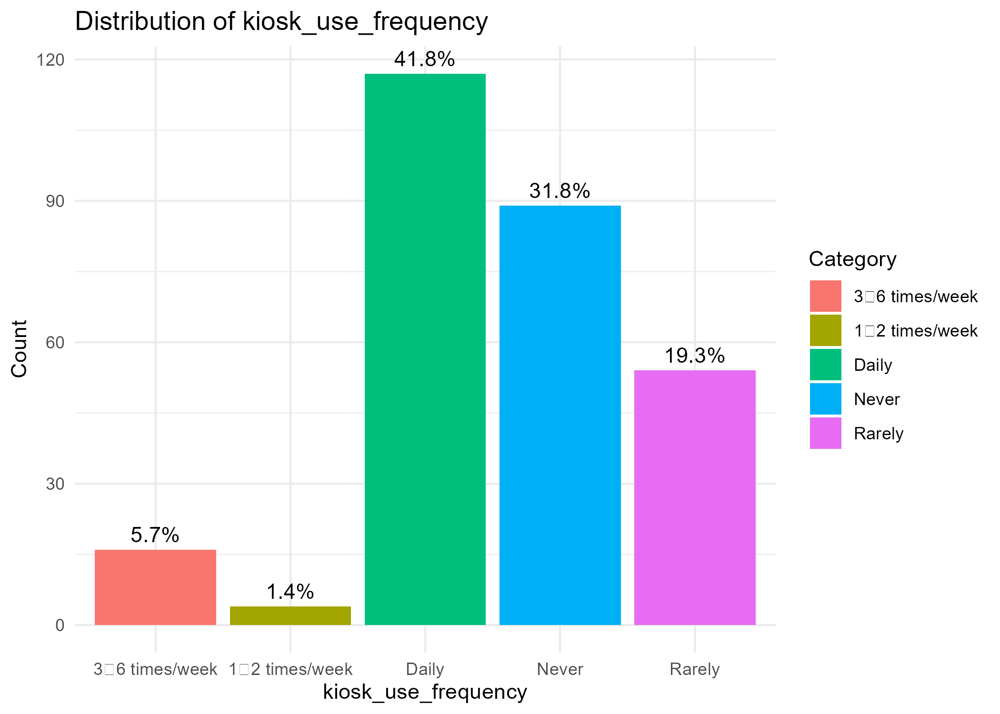 Distribution of kiosk_use_frequency
120
90
60
30
0
Count
41.8%
31.8%
19.3%
5.7%
1.4%
3□6 times/week
1□2 times/week
Daily
Never
Rarely
kiosk_use_frequency
Category
3□6 times/week
1□2 times/week
Daily
Never
Rarely